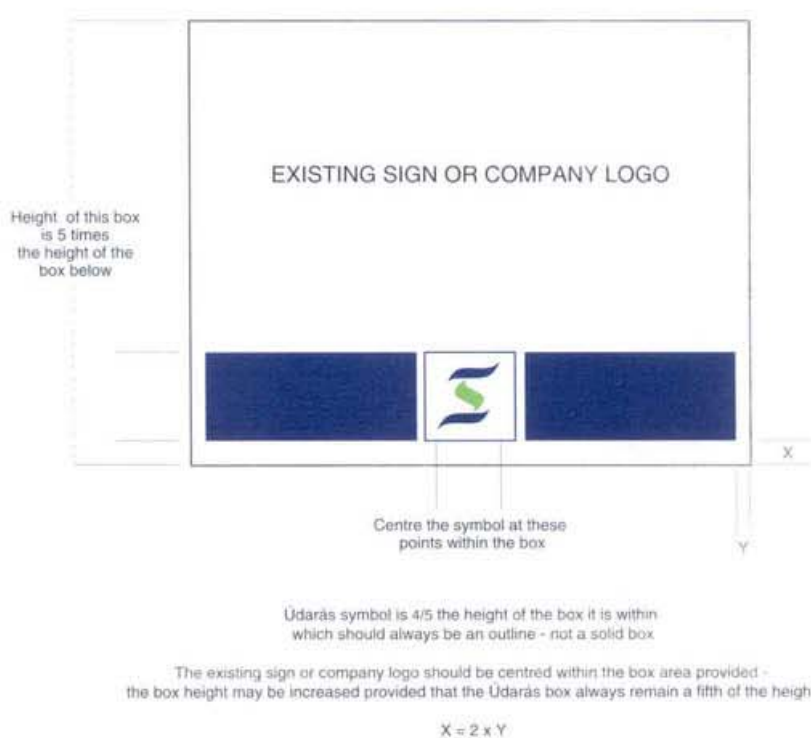 EXISTING SIGN OR COMPANY LOGO
Height of this box
is 5 times
the height of the
box below
X
Centre the symbol at these
points within the box
Y
Údarás symbol is 4/5 the height of the box it is within
which should always be an outline - not a solid box
The existing sign or company logo should be centred within the box area provided -
the box height may be increased provided that the Údarás box always remain a fifth of the heigh
X = 2 x Y